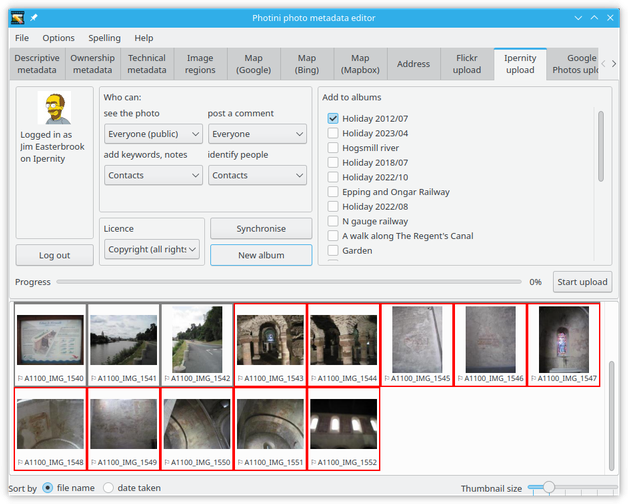 Photini photo metadata editor
File Options Spelling Help
Descriptive metadata
Ownership metadata
Technical metadata
Image regions
Map (Google)
Map (Bing)
Map (Mapbox)
Address
Flickr upload
Ipernity upload
Google Photos uplo
Logged in as
Jim Easterbrook
on Ipernity
Log out
Who can:
see the photo
post a comment
Everyone (public)
Everyone
add keywords, notes
identify people
Contacts
Contacts
Licence
Copyright (all rights
Synchronise
New album
Add to albums
Holiday 2012/07
Holiday 2023/04
Hogsmill river
Holiday 2018/07
Holiday 2022/10
Epping and Ongar Railway
Holiday 2022/08
N gauge railway
A walk along The Regent's Canal
Garden
Progress
0%
Start upload
A1100_IMG_1540
A1100_IMG_1541
A1100_IMG_1542
A1100_IMG_1543
A1100_IMG_1544
A1100_IMG_1545
A1100_IMG_1546
A1100_IMG_1547
A1100_IMG_1548
A1100_IMG_1549
A1100_IMG_1550
A1100_IMG_1551
A1100_IMG_1552
Sort by file name date taken
Thumbnail size